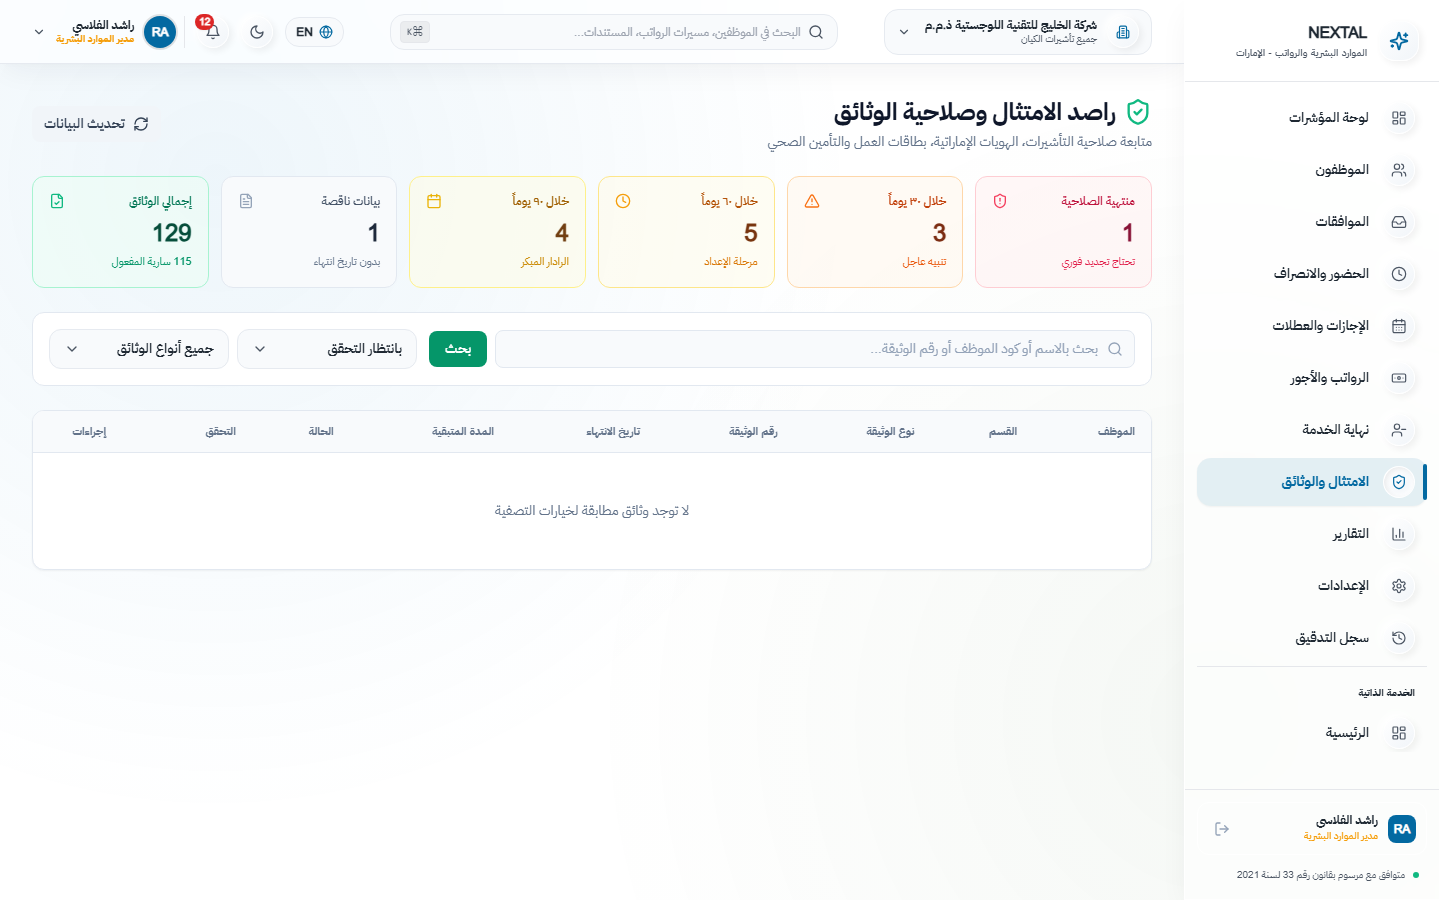 NEXTAL
الموارد البشرية والرواتب - الإمارات
لوحة المؤشرات
الموظفون
الموافقات
الحضور والانصراف
الإجازات والعطلات
الرواتب والأجور
نهاية الخدمة
الامتثال والوثائق
التقارير
الإعدادات
سجل التدقيق
الخدمة الذاتية
الرئيسية
RA
راشد الفلاسي
مدير الموارد البشرية
متوافق مع مرسوم بقانون رقم 33 لسنة 2021
شركة الخليج للتقنية اللوجستية ذ.م.م
جميع تأشيرات الكيان
البحث في الموظفين، مسيرات الرواتب، المستندات...
⌘K
EN
12
RA
راشد الفلاسي
مدير الموارد البشرية
راصد الامتثال وصلاحية الوثائق
متابعة صلاحية التأشيرات، الهويات الإماراتية، بطاقات العمل والتأمين الصحي
تحديث البيانات
منتهية الصلاحية
1
تحتاج تجديد فوري
خلال ٣٠ يوماً
3
تنبيه عاجل
خلال ٦٠ يوماً
5
مرحلة الإعداد
خلال ٩٠ يوماً
4
الرادار المبكر
بيانات ناقصة
1
بدون تاريخ انتهاء
إجمالي الوثائق
129
115 سارية المفعول
بحث بالاسم أو كود الموظف أو رقم الوثيقة...
بحث
بانتظار التحقق
جميع أنواع الوثائق
الموظف
القسم
نوع الوثيقة
رقم الوثيقة
تاريخ الانتهاء
المدة المتبقية
الحالة
التحقق
إجراءات
لا توجد وثائق مطابقة لخيارات التصفية